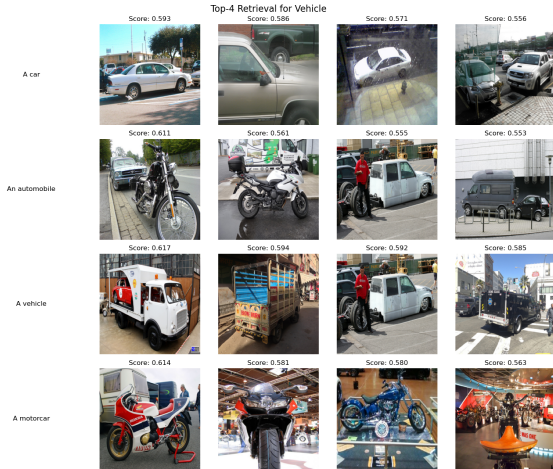 Top-4 Retrieval for Vehicle
Score: 0.593 Score: 0.586 Score: 0.571 Score: 0.556
A car
Score: 0.611 Score: 0.561 Score: 0.555 Score: 0.553
An automobile
Score: 0.617 Score: 0.594 Score: 0.592 Score: 0.585
A vehicle
Score: 0.614 Score: 0.581 Score: 0.580 Score: 0.563
A motorcar